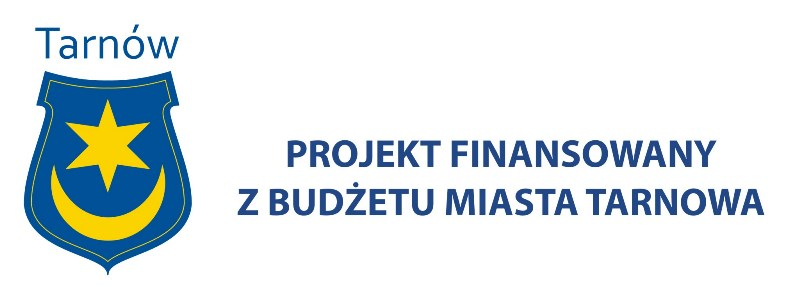 Tarnów
PROJEKT FINANSOWANY
Z BUDŻETU MIASTA TARNOWA